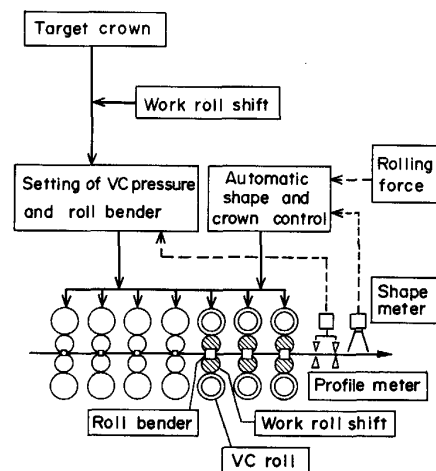 Target crown
Work roll shift
Setting of VC pressure
and roll bender
Automatic
shape and
crown control
Rolling
force
Shape
meter
Profile meter
Roll bender
Work roll shift
VC roll